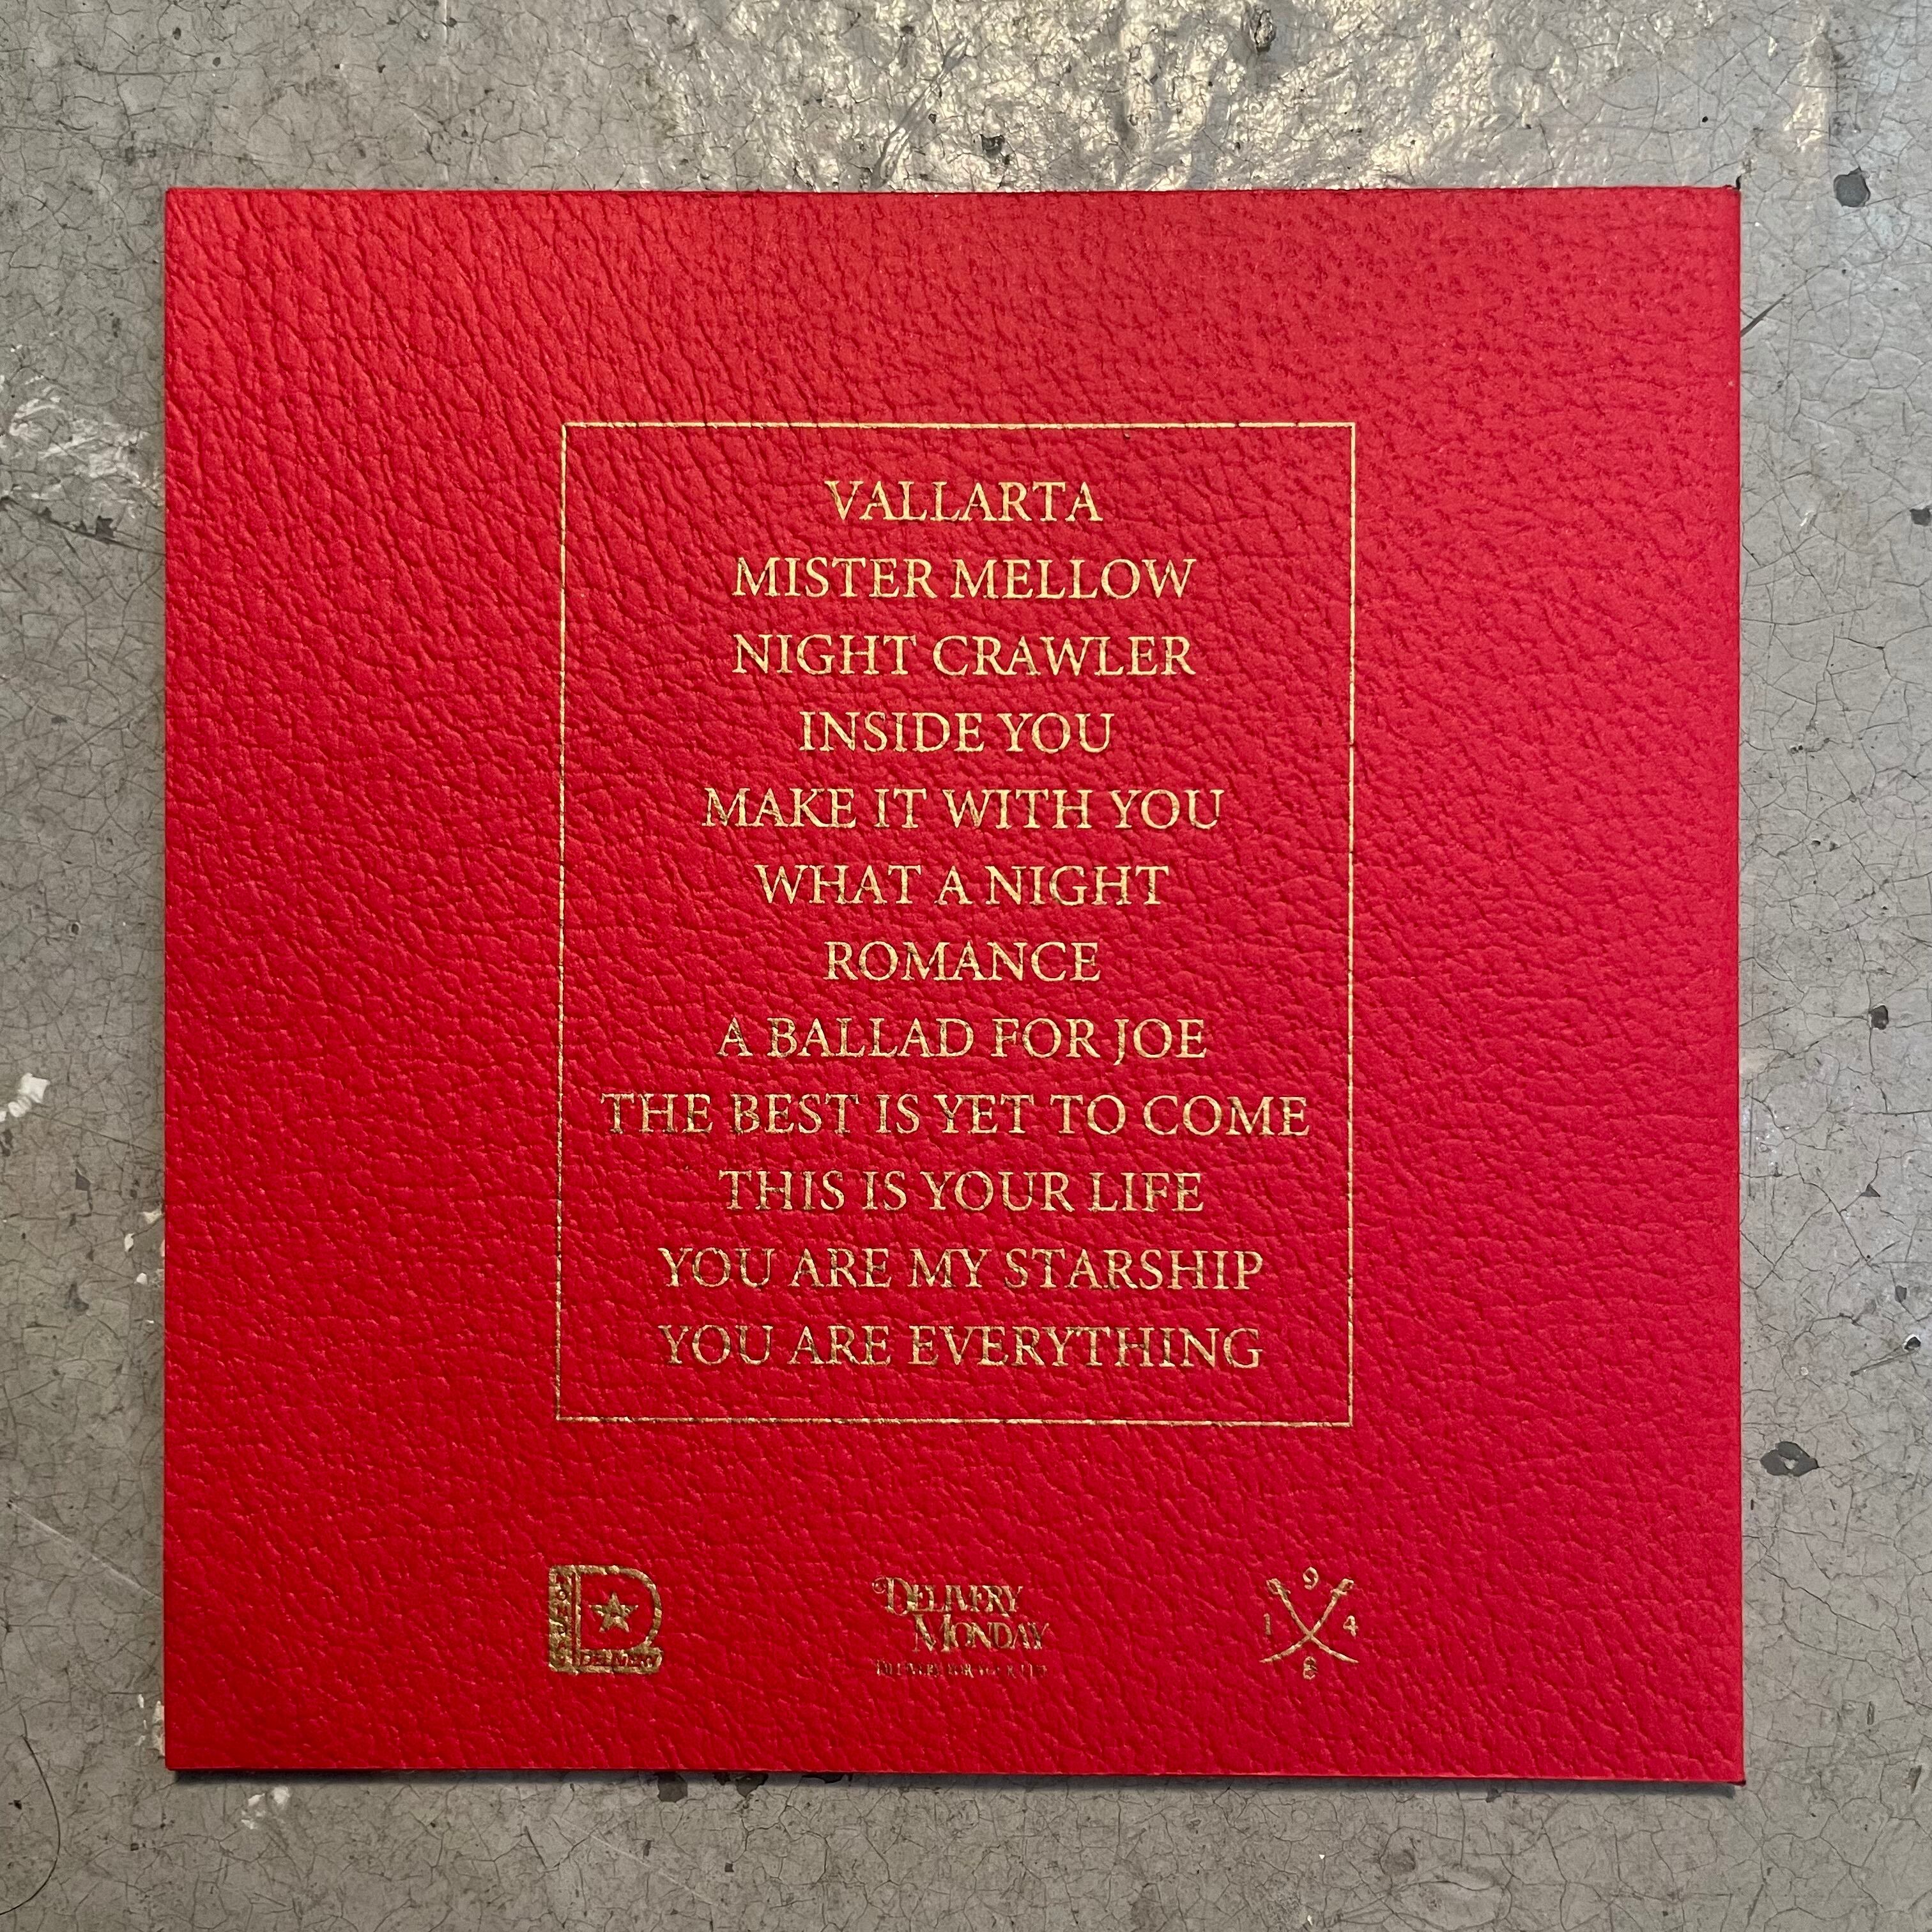 VALLARTA
MISTER MELLOW
NIGHT CRAWLER
INSIDE YOU
MAKE IT WITH YOU
WHAT A NIGHT
ROMANCE
A BALLAD FOR JOE
THE BEST IS YET TO COME
THIS IS YOUR LIFE
YOU ARE MY STARSHIP
YOU ARE EVERYTHING
DELIVERY
DELIVERY
MONDAY
9
1 4
8